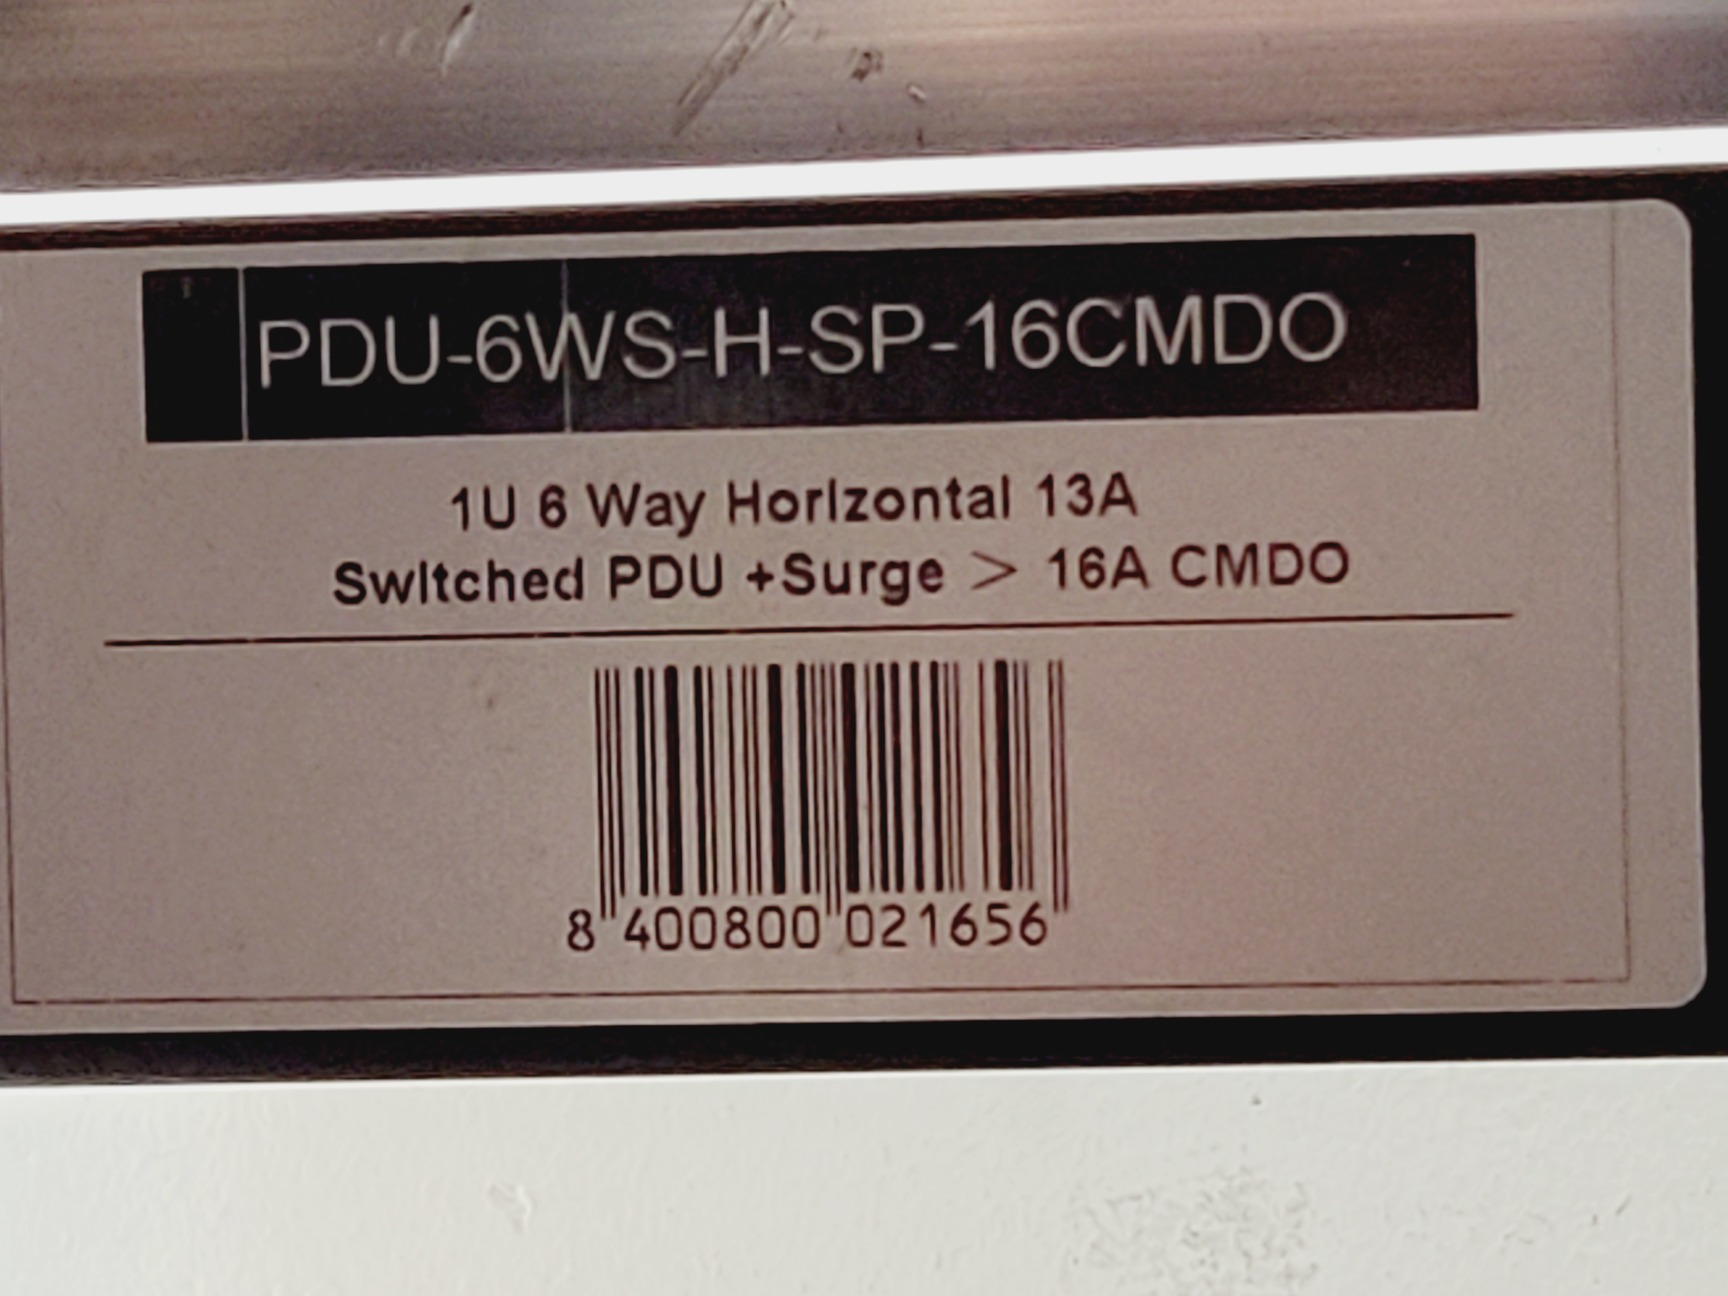 PDU-6WS-H-SP-16CMDO
1U 6 Way Horizontal 13A
Switched PDU +Surge > 16A CMDO
8 400800 021656